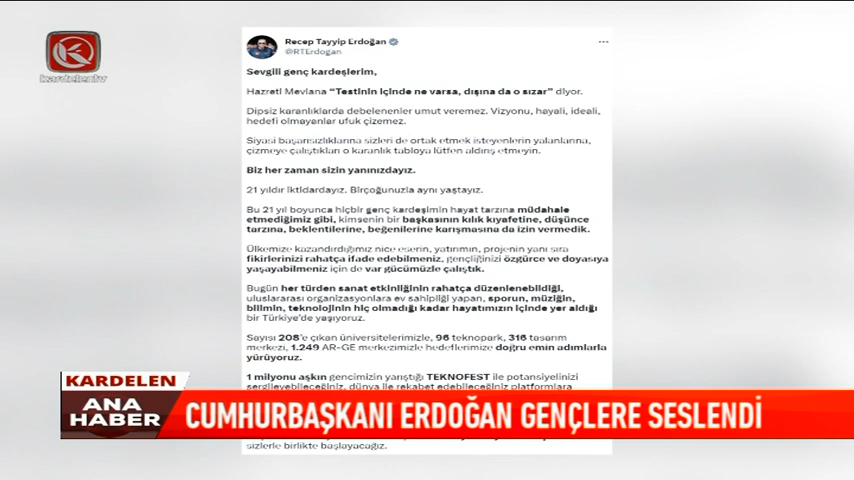 kardelentv
Recep Tayyip Erdoğan
@RTErdogan
Sevgili genç kardeşlerim,
Hazreti Mevlana “Testinin içinde ne varsa, dışına da o sızar” diyor.
Dipsiz karanlıklarda debelenenler umut veremez. Vizyonu, hayali, ideali,
hedefi olmayanlar ufuk çizemez.
Siyasi başarısızlıklarına sizleri de ortak etmek isteyenlerin yalanlarına,
çizmeye çalıştıkları o karanlık tabloya lütfen aldırış etmeyin.
Biz her zaman sizin yanınızdayız.
21 yıldır iktidardayız. Birçoğunuzla aynı yaştayız.
Bu 21 yıl boyunca hiçbir genç kardeşimin hayat tarzına müdahale
etmediğimiz gibi, kimsenin bir başkasının kılık kıyafetine, düşünce
tarzına, beklentilerine, beğenilerine karışmasına da izin vermedik.
Ülkemize kazandırdığımız nice eserin, yatırımın, projenin yanı sıra
fikirlerinizi rahatça ifade edebilmeniz, gençliğinizi özgürce ve doyasıya
yaşayabilmeniz için de var gücümüzle çalıştık.
Bugün her türden sanat etkinliğinin rahatça düzenlenebildiği,
uluslararası organizasyonlara ev sahipliği yapan, sporun, müziğin,
bilimin, teknolojinin hiç olmadığı kadar hayatımızın içinde yer aldığı
bir Türkiye'de yaşıyoruz.
Sayısı 208'e çıkan üniversitelerimizle, 96 teknopark, 316 tasarım
merkezi, 1.249 AR-GE merkezimizle hedeflerimize doğru emin adımlarla
yürüyoruz.
1 milyonu aşkın gencimizin yarıştığı TEKNOFEST ile potansiyelinizi
sergileyebileceğiniz, dünya ile rekabet edebileceğiniz platformlara
KARDELEN
ANA HABER
CUMHURBAŞKANI ERDOĞAN GENÇLERE SESLENDİ
sizlerle birlikte başlayacağız.